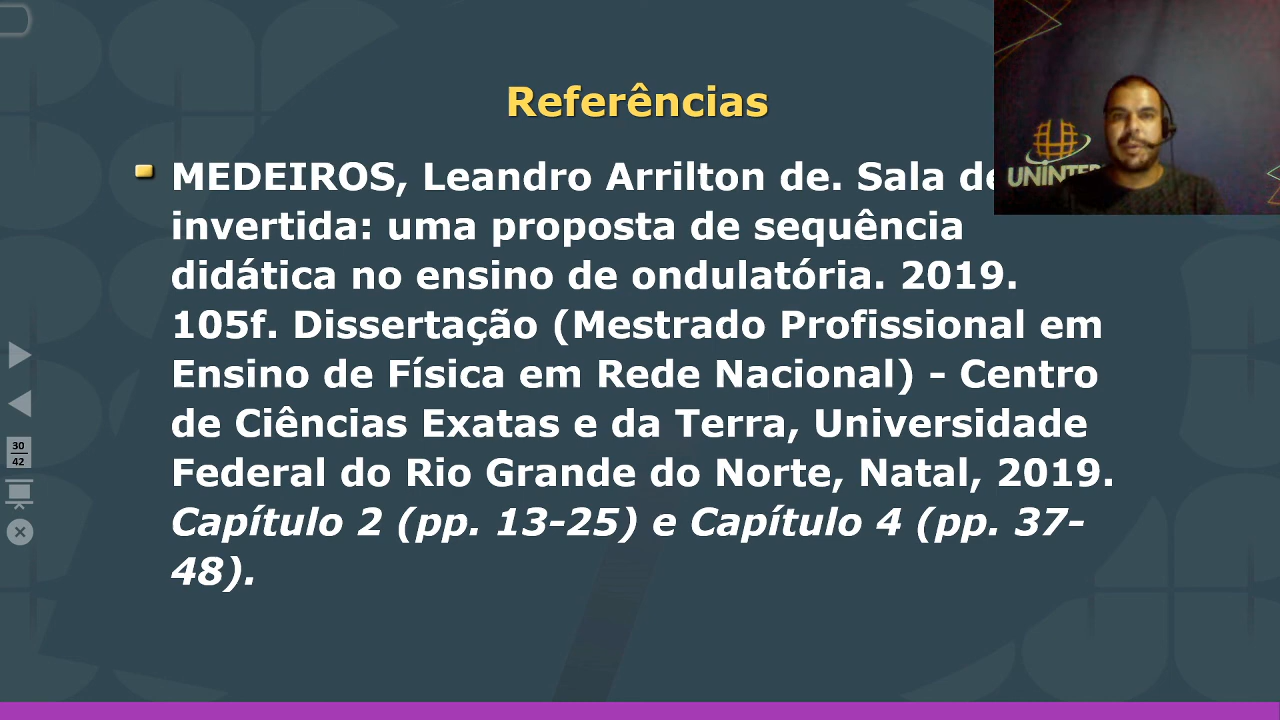 Referências
MEDEIROS, Leandro Arrilton de. Sala de
invertida: uma proposta de sequência
didática no ensino de ondulatória. 2019.
105f. Dissertação (Mestrado Profissional em
Ensino de Física em Rede Nacional) - Centro
de Ciências Exatas e da Terra, Universidade
Federal do Rio Grande do Norte, Natal, 2019.
Capítulo 2 (pp. 13-25) e Capítulo 4 (pp. 37-
48).
30
42